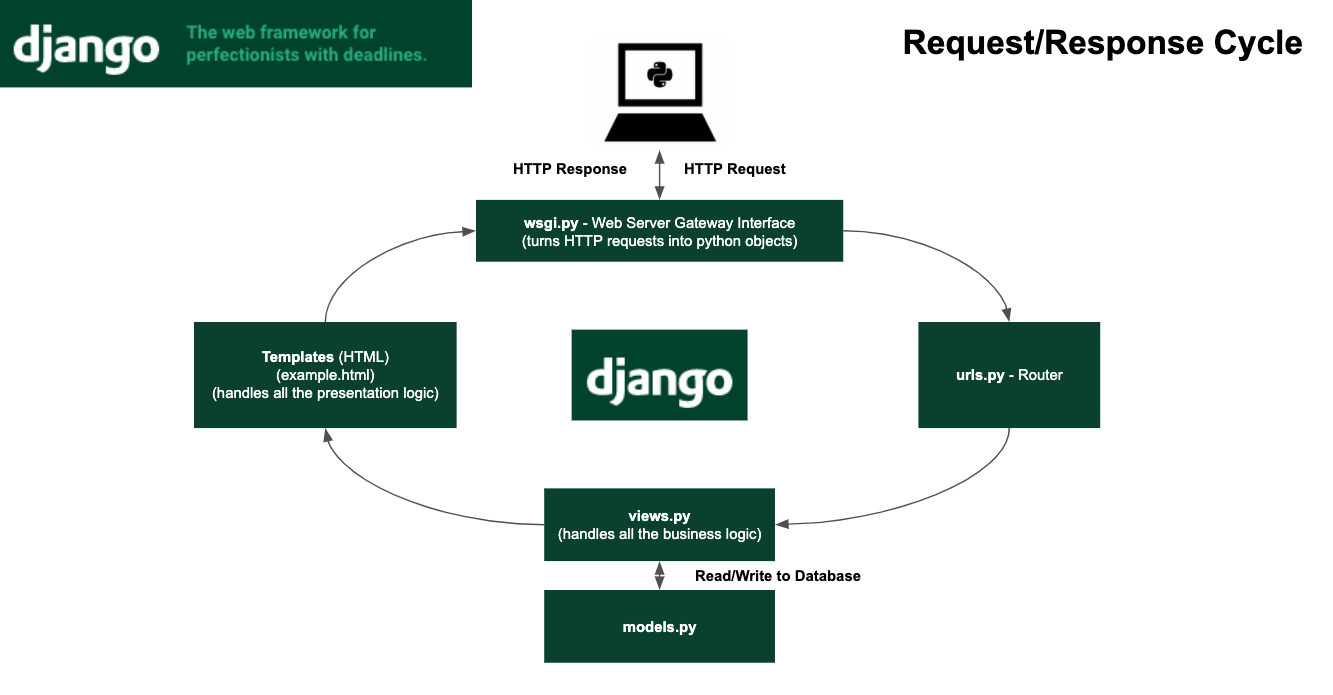 django
The web framework for
perfectionists with deadlines.
Request/Response Cycle
HTTP Response
HTTP Request
wsgi.py - Web Server Gateway Interface
(turns HTTP requests into python objects)
Templates (HTML)
(example.html)
(handles all the presentation logic)
django
urls.py - Router
views.py
(handles all the business logic)
Read/Write to Database
models.py